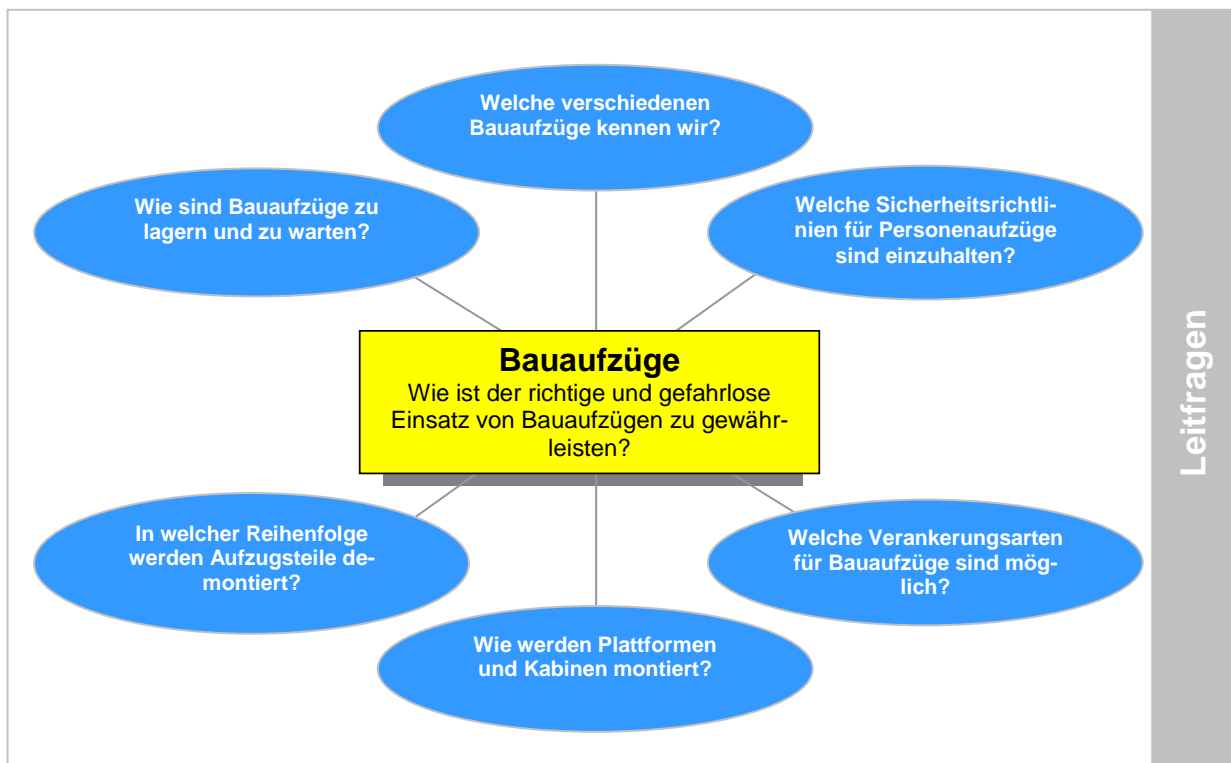 Welche verschiedenen
Bauaufzüge kennen wir?
Wie sind Bauaufzüge zu
lagern und zu warten?
Welche Sicherheitsrichtli-
nien für Personenaufzüge
sind einzuhalten?
Bauaufzüge
Wie ist der richtige und gefahrlose
Einsatz von Bauaufzügen zu gewähr-
leisten?
In welcher Reihenfolge
werden Aufzugsteile de-
montiert?
Welche Verankerungsarten
für Bauaufzüge sind mög-
lich?
Wie werden Plattformen
und Kabinen montiert?
Leitfragen